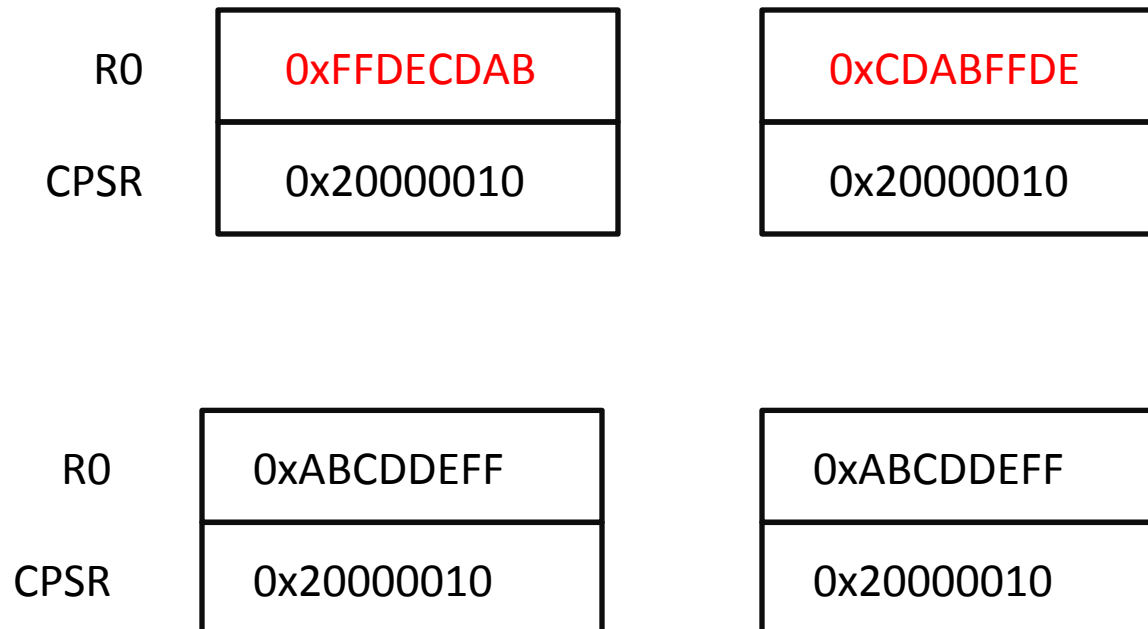 R0 0xFFDECDAB 0xCDABFFDE
CPSR 0x20000010 0x20000010
R0 0xABCDDEFF 0xABCDDEFF
CPSR 0x20000010 0x20000010